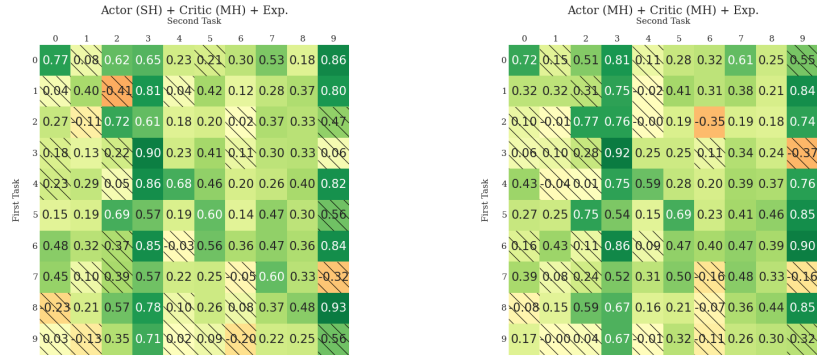 Actor (SH) + Critic (MH) + Exp.
Second Task
0 1 2 3 4 5 6 7 8 9
First Task
0 0.77 0.08 0.62 0.65 0.23 0.21 0.30 0.53 0.18 0.86
1 0.04 0.40 -0.41 0.81 0.04 0.42 0.12 0.28 0.37 0.80
2 0.27 -0.11 0.72 0.61 0.18 0.20 0.02 0.37 0.33 0.47
3 0.18 0.13 0.22 0.90 0.23 0.41 0.11 0.30 0.33 0.06
4 0.23 0.29 0.05 0.86 0.68 0.46 0.20 0.26 0.40 0.82
5 0.15 0.19 0.69 0.57 0.19 0.60 0.14 0.47 0.30 0.56
6 0.48 0.32 0.37 0.85 -0.03 0.56 0.36 0.47 0.36 0.84
7 0.45 0.10 0.39 0.57 0.22 0.25 -0.05 0.60 0.33 -0.32
8 -0.23 0.21 0.57 0.78 0.10 0.26 0.08 0.37 0.48 0.93
9 0.03 -0.13 0.35 0.71 0.02 0.09 -0.20 0.22 0.25 0.56
Actor (MH) + Critic (MH) + Exp.
Second Task
0 1 2 3 4 5 6 7 8 9
First Task
0 0.72 0.15 0.51 0.81 0.11 0.28 0.32 0.61 0.25 0.55
1 0.32 0.32 0.31 0.75 -0.02 0.41 0.31 0.38 0.21 0.84
2 0.10 -0.01 0.77 0.76 -0.00 0.19 -0.35 0.19 0.18 0.74
3 0.06 0.10 0.28 0.92 0.25 0.25 0.11 0.34 0.24 -0.37
4 0.43 -0.04 0.01 0.75 0.59 0.28 0.20 0.39 0.37 0.76
5 0.27 0.25 0.75 0.54 0.15 0.69 0.23 0.41 0.46 0.85
6 0.16 0.43 0.11 0.86 0.09 0.47 0.40 0.47 0.39 0.90
7 0.39 0.08 0.24 0.52 0.31 0.50 -0.16 0.48 0.33 -0.16
8 -0.08 0.15 0.59 0.67 0.16 0.21 -0.07 0.36 0.44 0.85
9 0.17 -0.00 0.04 0.67 -0.01 0.32 -0.11 0.26 0.30 0.32